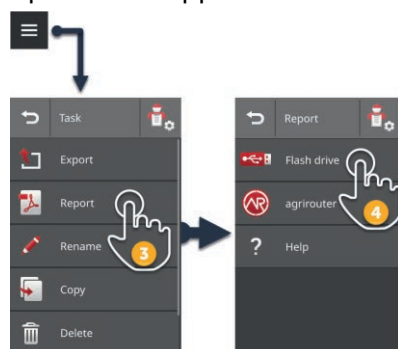 Task
Export
Report
3
Rename
Copy
Delete
Report
Flash drive
agrirouter
4
? Help